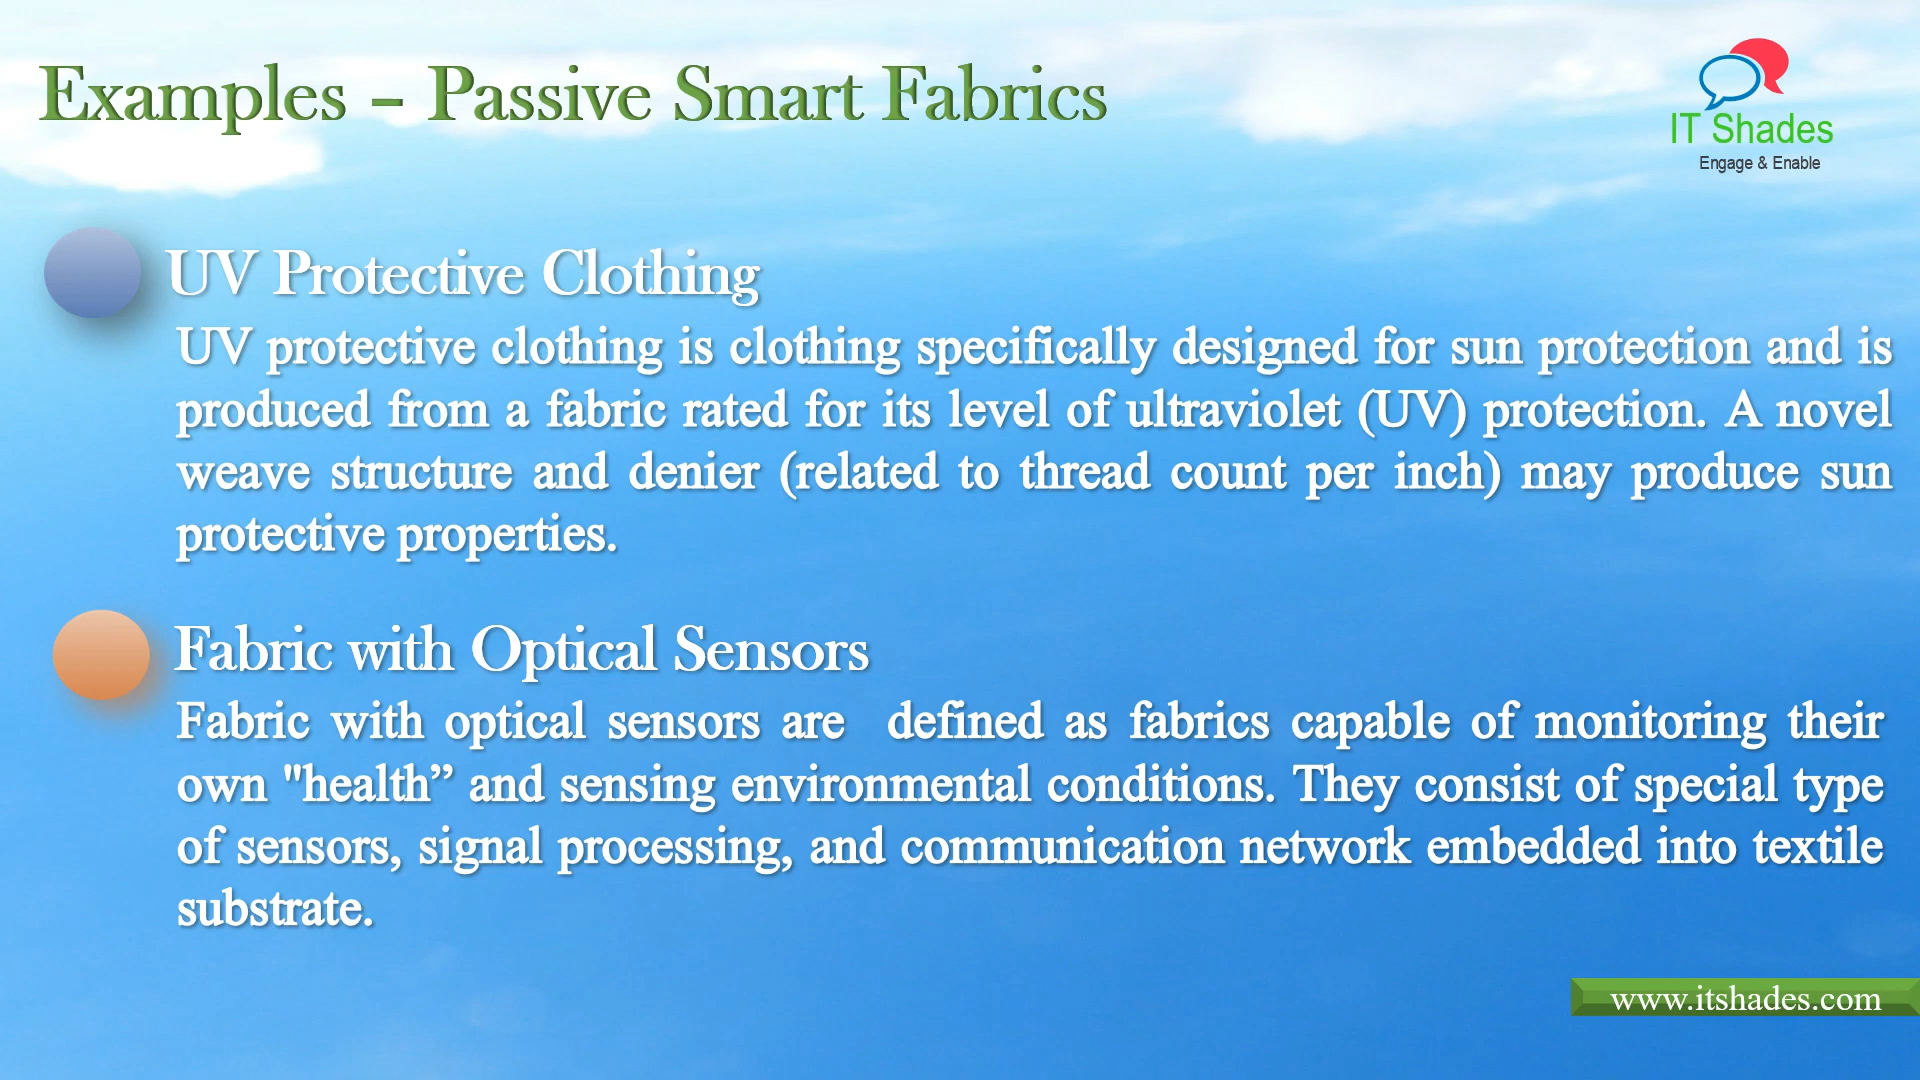 Examples – Passive Smart Fabrics
IT Shades
Engage & Enable
UV Protective Clothing
UV protective clothing is clothing specifically designed for sun protection and is
produced from a fabric rated for its level of ultraviolet (UV) protection. A novel
weave structure and denier (related to thread count per inch) may produce sun
protective properties.
Fabric with Optical Sensors
Fabric with optical sensors are  defined as fabrics capable of monitoring their
own "health” and sensing environmental conditions. They consist of special type
of sensors, signal processing, and communication network embedded into textile
substrate.
www.itshades.com